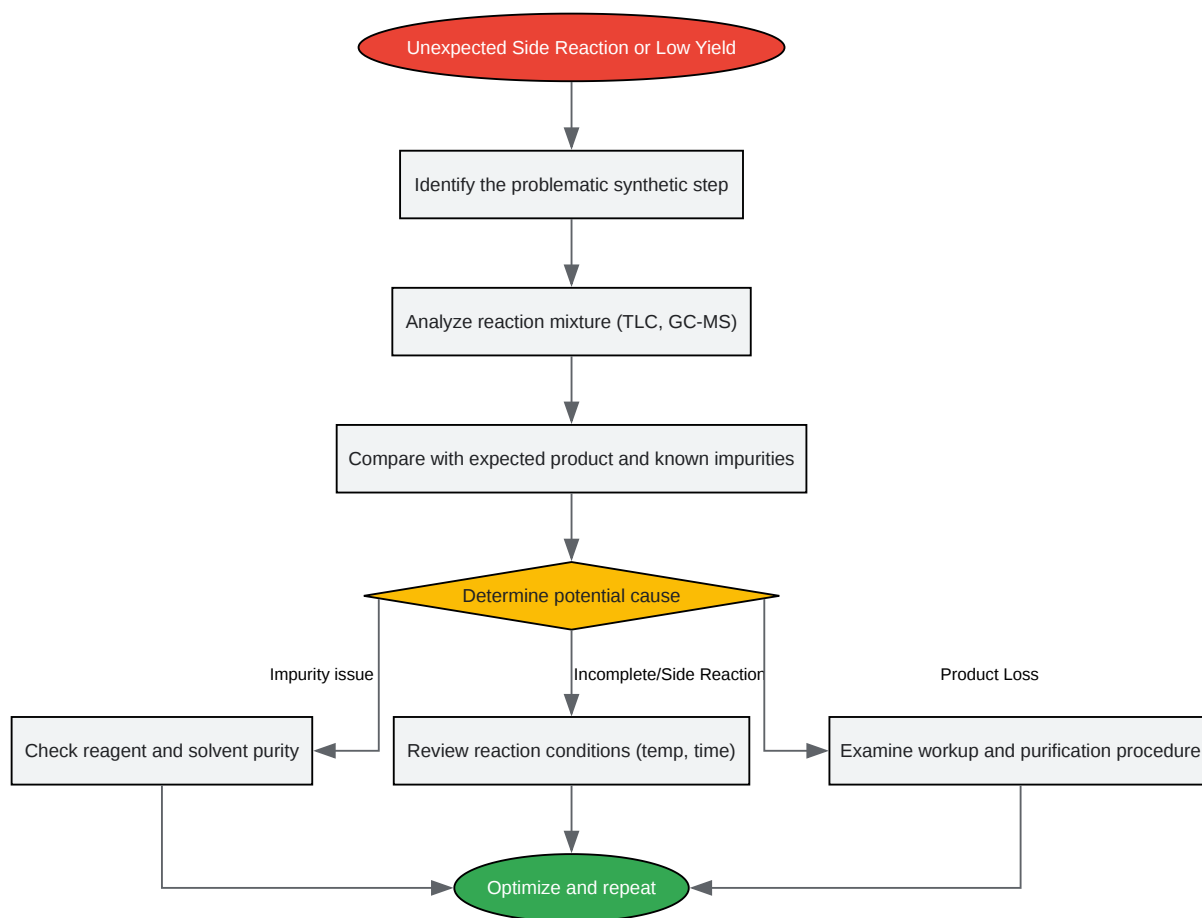 Unexpected Side Reaction or Low Yield
Identify the problematic synthetic step
Analyze reaction mixture (TLC, GC-MS)
Compare with expected product and known impurities
Determine potential cause
Impurity issue
Incomplete/Side Reaction
Product Loss
Check reagent and solvent purity
Review reaction conditions (temp, time)
Examine workup and purification procedure
Optimize and repeat